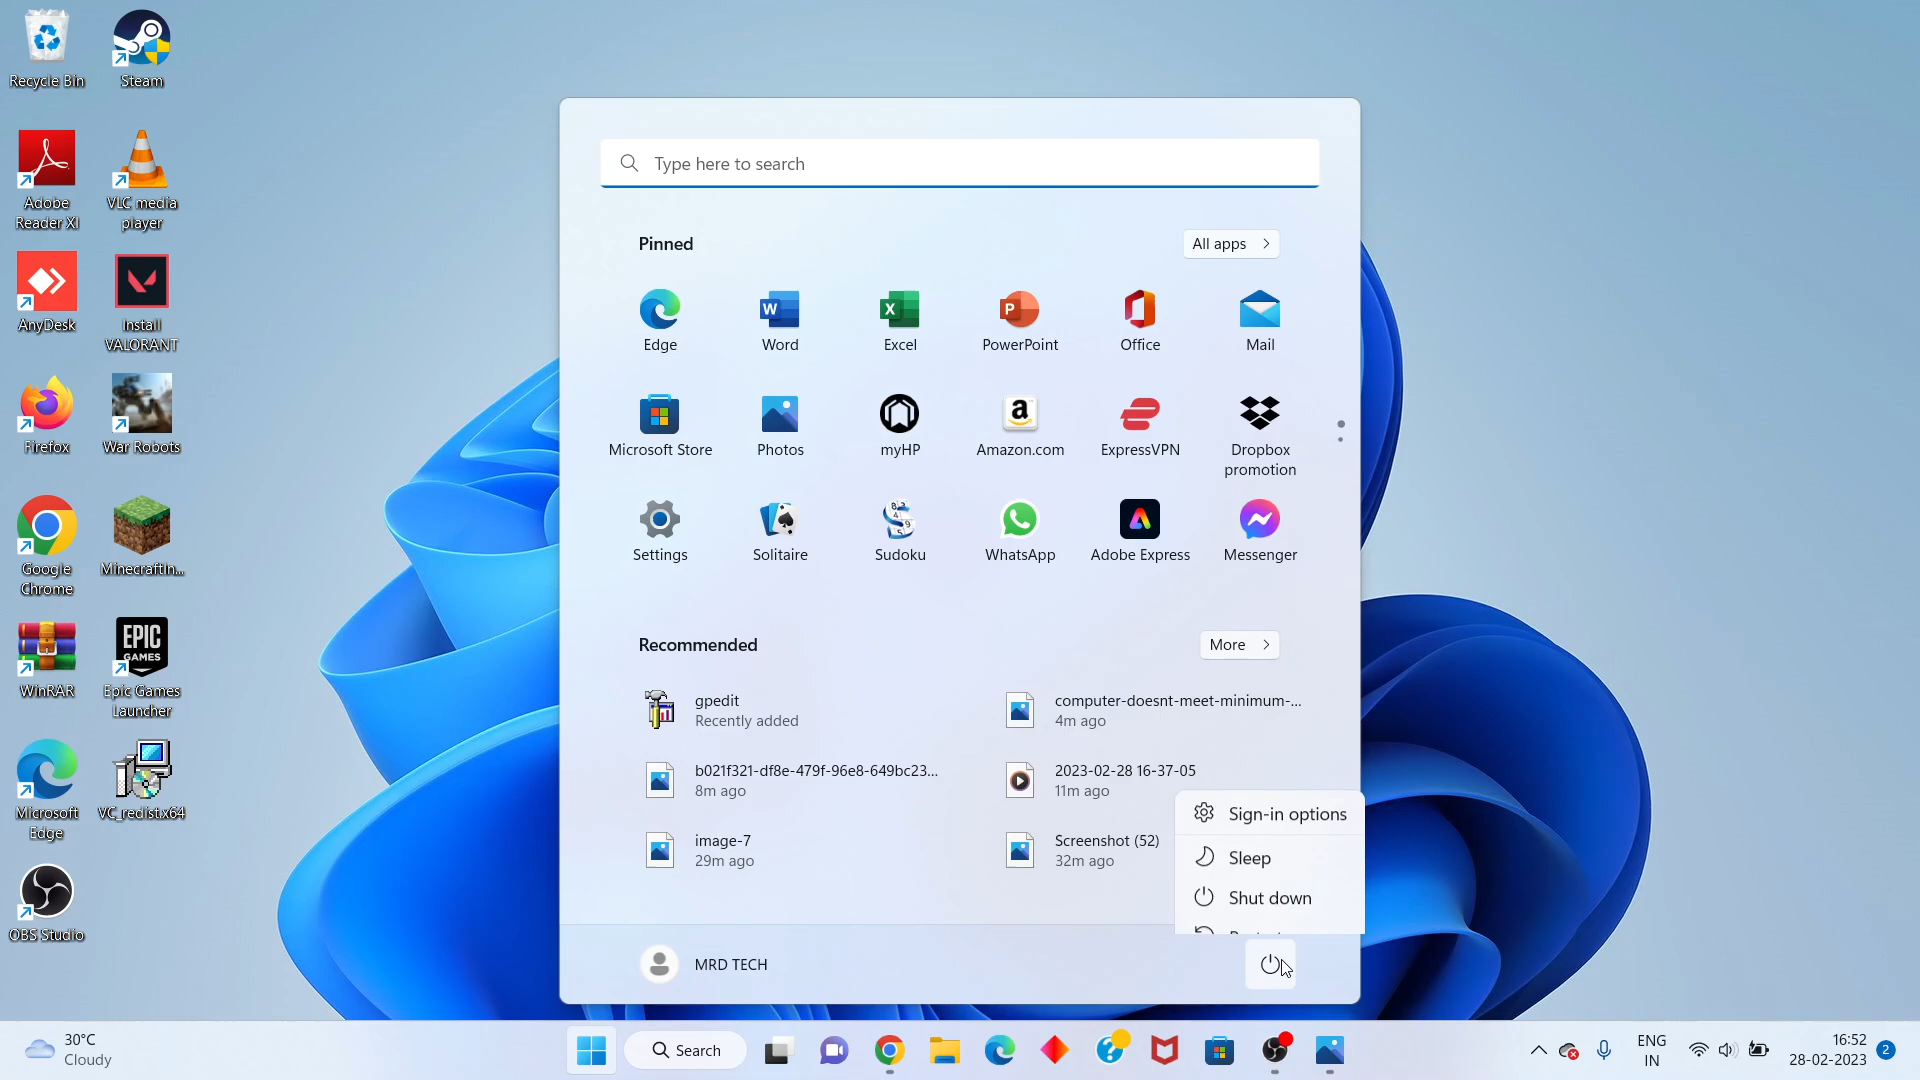 Recycle Bin
Steam
Adobe
Reader XI
VLC media
player
AnyDesk
Install
VALORANT
Firefox
War Robots
Google
Chrome
MinecraftIn...
WinRAR
EPIC
GAMES
Epic Games
Launcher
Microsoft
Edge
VC_redist.x64
OBS Studio
Type here to search
Pinned
All apps
Edge
Word
Excel
PowerPoint
Office
Mail
Microsoft Store
Photos
myHP
Amazon.com
ExpressVPN
Dropbox
promotion
Settings
Solitaire
Sudoku
WhatsApp
Adobe Express
Messenger
Recommended
More
gpedit
Recently added
computer-doesnt-meet-minimum-...
4m ago
b021f321-df8e-479f-96e8-649bc23...
8m ago
2023-02-28 16-37-05
11m ago
image-7
29m ago
Screenshot (52)
32m ago
Sign-in options
Sleep
Shut down
MRD TECH
30°C
Cloudy
Search
ENG
IN
16:52
28-02-2023
2